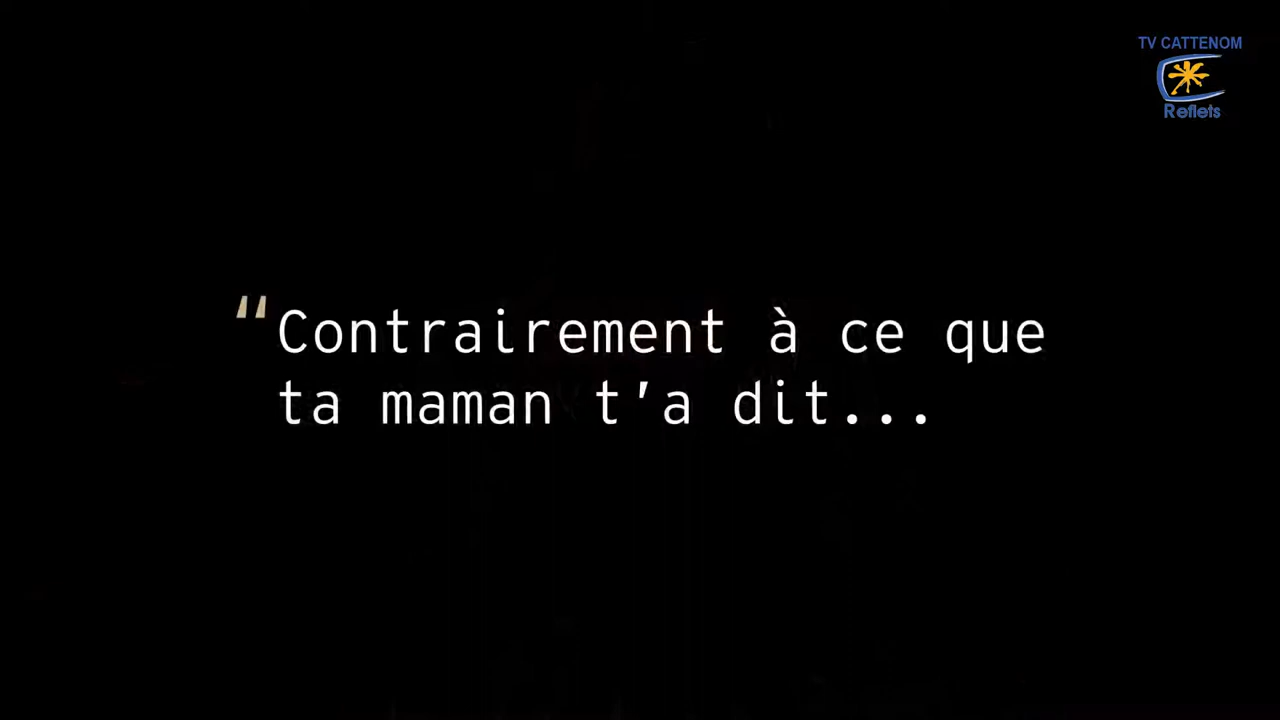 TV CATTENOM
Reflets
“Contrairement à ce que
ta maman t'a dit...